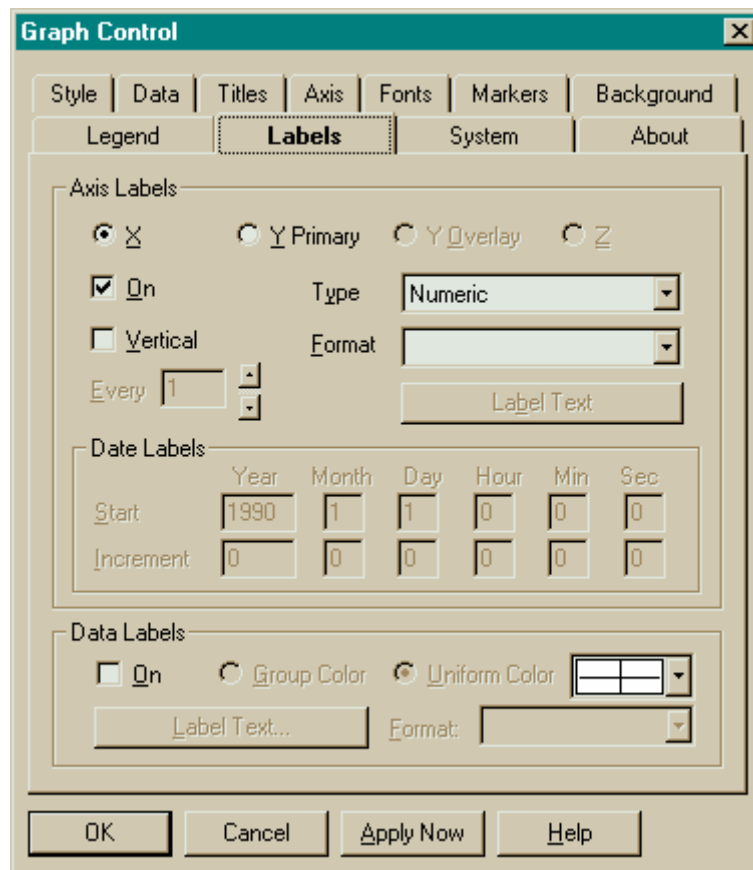 Graph Control
Style Data Titles Axis Fonts Markers Background
Legend Labels System About
Axis Labels
X Y Primary Y Overlay Z
On Type Numeric
Vertical Format
Every 1 Label Text
Date Labels
Year Month Day Hour Min Sec
Start 1990 1 1 0 0 0
Increment 0 0 0 0 0 0
Data Labels
On Group Color Uniform Color
Label Text... Format:
OK Cancel Apply Now Help